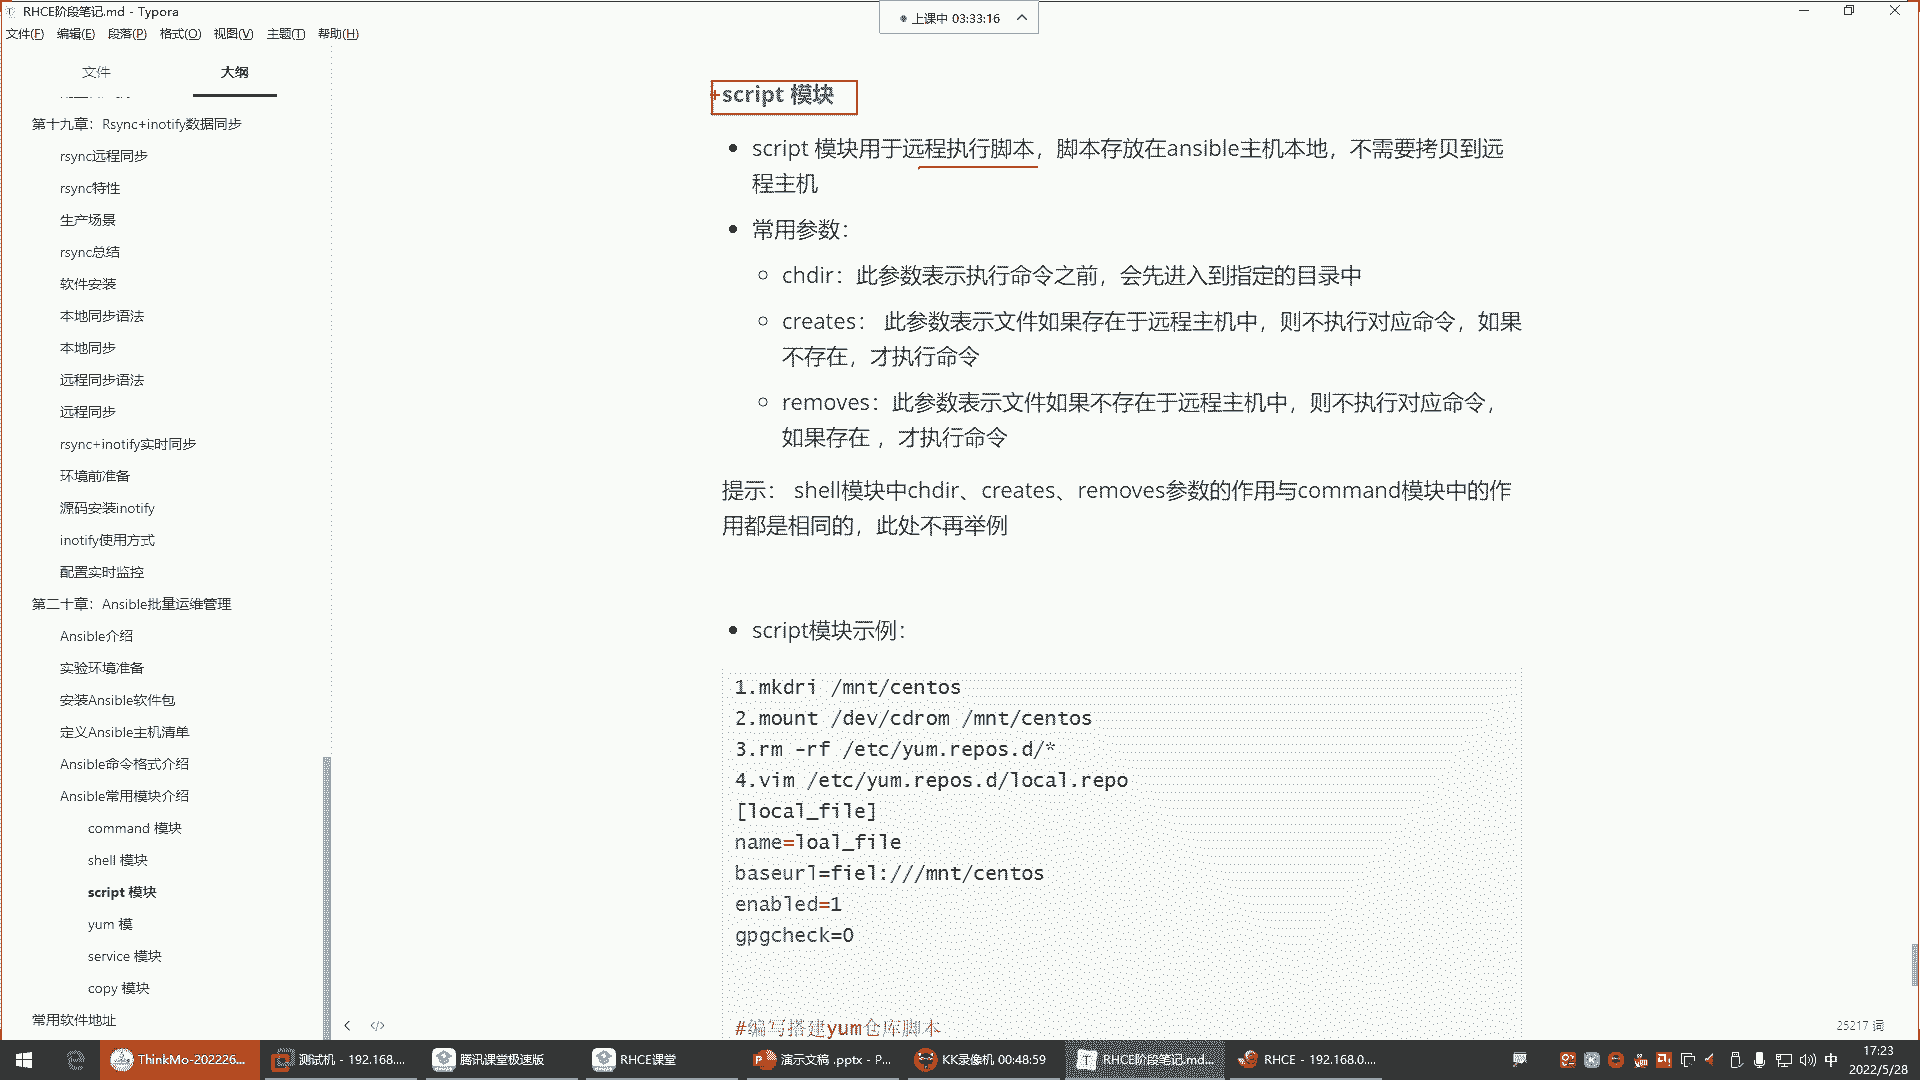 RHCE阶段笔记.md - Typora
上课中 03:33:16
文件(F) 编辑(E) 段落(P) 格式(O) 视图(V) 主题(T) 帮助(H)
文件 大纲
第十九章：Rsync+inotify数据同步
rsync远程同步
rsync特性
生产场景
rsync总结
软件安装
本地同步语法
本地同步
远程同步语法
远程同步
rsync+inotify实时同步
环境前准备
源码安装inotify
inotify使用方式
配置实时监控
第二十章：Ansible批量运维管理
Ansible介绍
实验环境准备
安装Ansible软件包
定义Ansible主机清单
Ansible命令格式介绍
Ansible常用模块介绍
command 模块
shell 模块
script 模块
yum 模
service 模块
copy 模块
常用软件地址
script 模块
script 模块用于远程执行脚本，脚本存放在ansible主机本地，不需要拷贝到远
程主机
常用参数：
chdir：此参数表示执行命令之前，会先进入到指定的目录中
creates： 此参数表示文件如果存在于远程主机中，则不执行对应命令，如果
不存在，才执行命令
removes：此参数表示文件如果不存在于远程主机中，则不执行对应命令，
如果存在 ，才执行命令
提示： shell模块中chdir、creates、removes参数的作用与command模块中的作
用都是相同的，此处不再举例
script模块示例：
1.mkdri /mnt/centos
2.mount /dev/cdrom /mnt/centos
3.rm -rf /etc/yum.repos.d/*
4.vim /etc/yum.repos.d/local.repo
[local_file]
name=loal_file
baseurl=fiel:///mnt/centos
enabled=1
gpgcheck=0
#编写搭建yum仓库脚本
25217 词
ThinkMo-202226... 测试机 - 192.168.... 腾讯课堂极速版 RHCE课堂 演示文稿 .pptx - P... KK录像机 00:48:59 RHCE阶段笔记.md... RHCE - 192.168.0....
中
17:23
2022/5/28